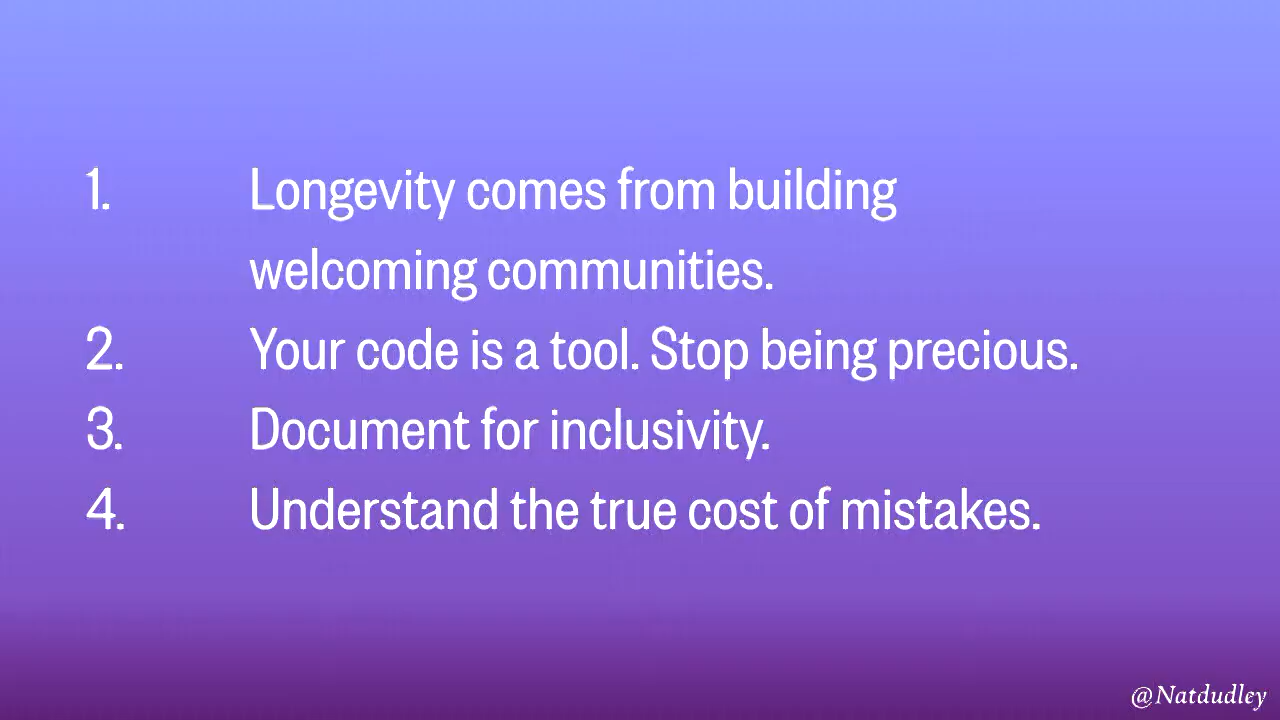 1. Longevity comes from building
welcoming communities.
2. Your code is a tool. Stop being precious.
3. Document for inclusivity.
4. Understand the true cost of mistakes.
@Natdudley